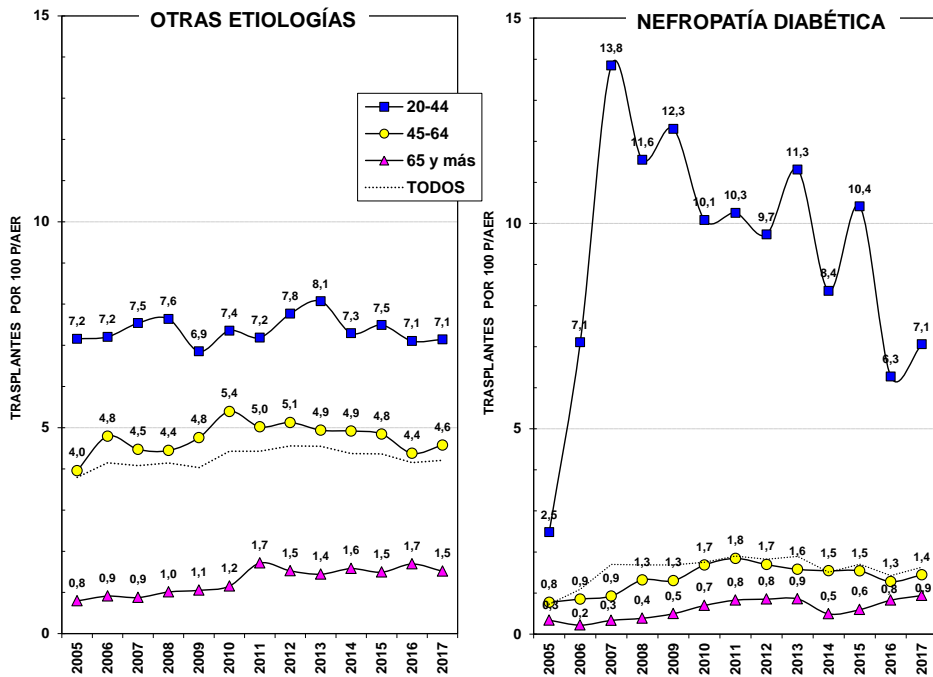 OTRAS ETIOLOGÍAS
TRASPLANTES POR 100 P/AER
15
10
5
0
20-44
45-64
65 y más
TODOS
7,2 7,2 7,5 7,6 6,9 7,4 7,2 7,8 8,1 7,3 7,5 7,1 7,1
4,0 4,8 4,5 4,4 4,8 5,4 5,0 5,1 4,9 4,9 4,8 4,4 4,6
0,8 0,9 0,9 1,0 1,1 1,2 1,7 1,5 1,4 1,6 1,5 1,7 1,5
2005 2006 2007 2008 2009 2010 2011 2012 2013 2014 2015 2016 2017
NEFROPATÍA DIABÉTICA
TRASPLANTES POR 100 P/AER
15
10
5
0
2,5 7,1 13,8 11,6 12,3 10,1 10,3 9,7 11,3 8,4 10,4 6,3 7,1
0,8 0,9 0,9 1,3 1,3 1,7 1,8 1,7 1,6 1,5 1,5 1,3 1,4
0,3 0,2 0,3 0,4 0,5 0,7 0,8 0,8 0,9 0,5 0,6 0,8 0,9
2005 2006 2007 2008 2009 2010 2011 2012 2013 2014 2015 2016 2017